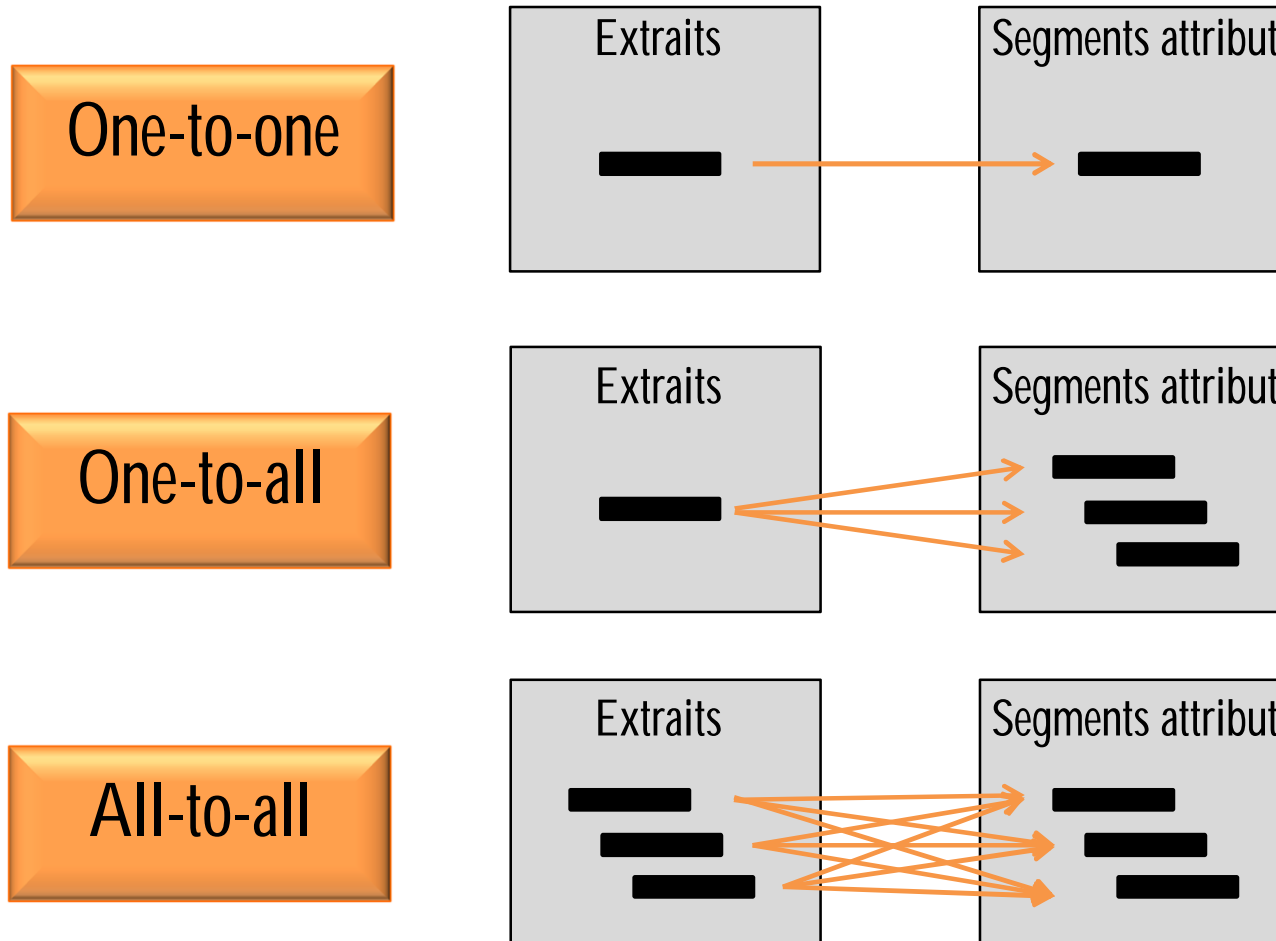 One-to-one
Extraits
Segments attribut
One-to-all
Extraits
Segments attribut
All-to-all
Extraits
Segments attribut